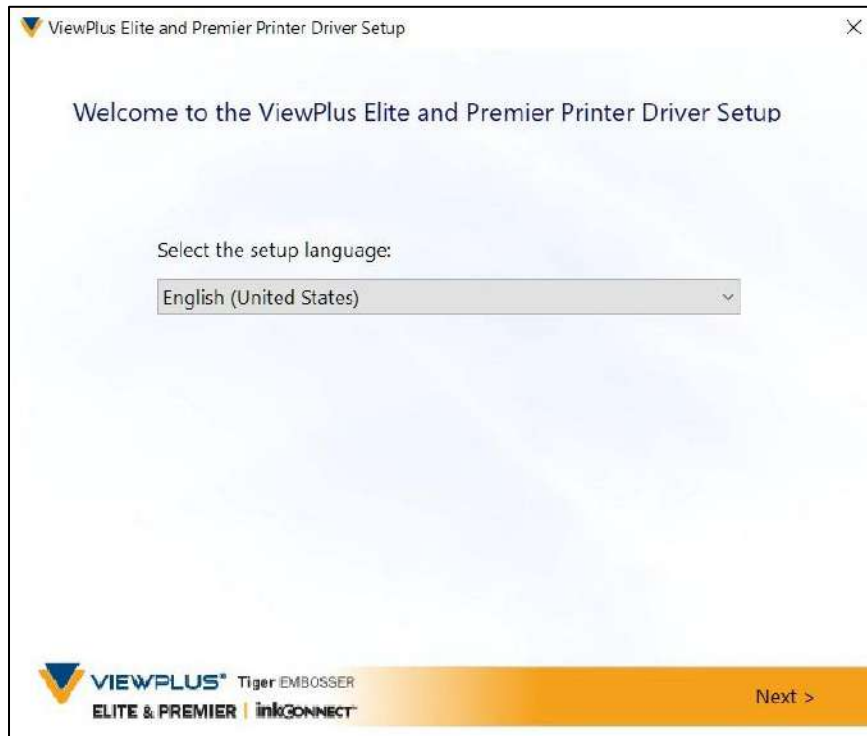 ViewPlus Elite and Premier Printer Driver Setup
Welcome to the ViewPlus Elite and Premier Printer Driver Setup
Select the setup language:
English (United States)
VIEWPLUS® Tiger EMBOSSER
ELITE & PREMIER | inkCONNECT™
Next >